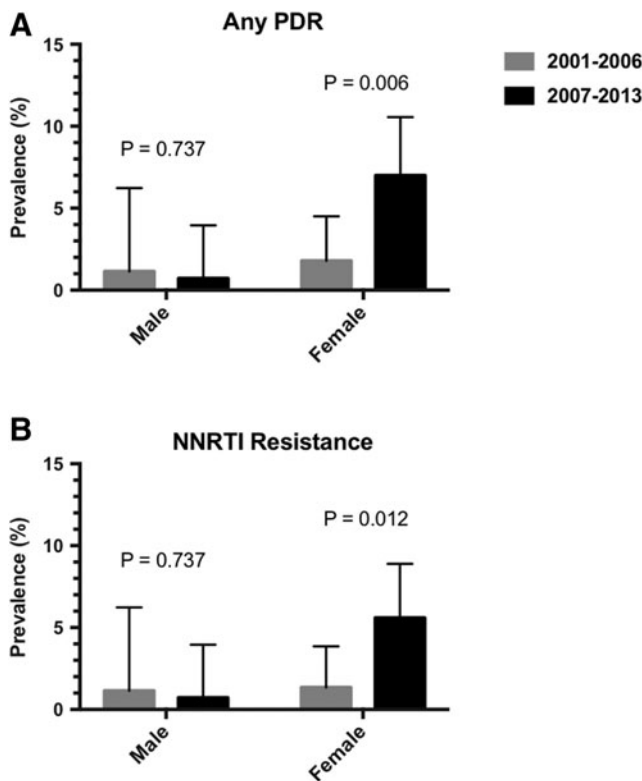 A
Any PDR
2001-2006
2007-2013
Prevalence (%)
15
10
5
0
P = 0.737
P = 0.006
Male
Female
B
NNRTI Resistance
Prevalence (%)
15
10
5
0
P = 0.737
P = 0.012
Male
Female